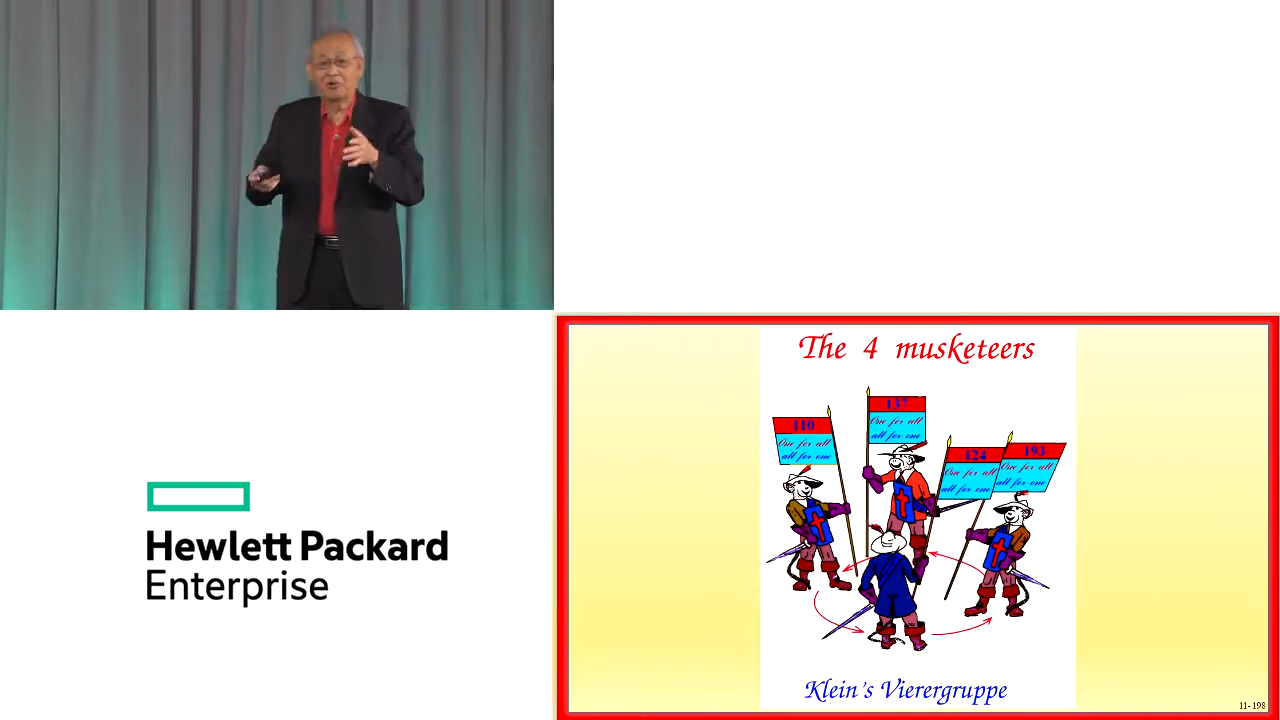 The 4 musketeers
137
One for all
all for one
110
One for all
all for one
124
One for all
all for one
193
One for all
all for one
Hewlett Packard
Enterprise
Klein's Vierergruppe
11-198